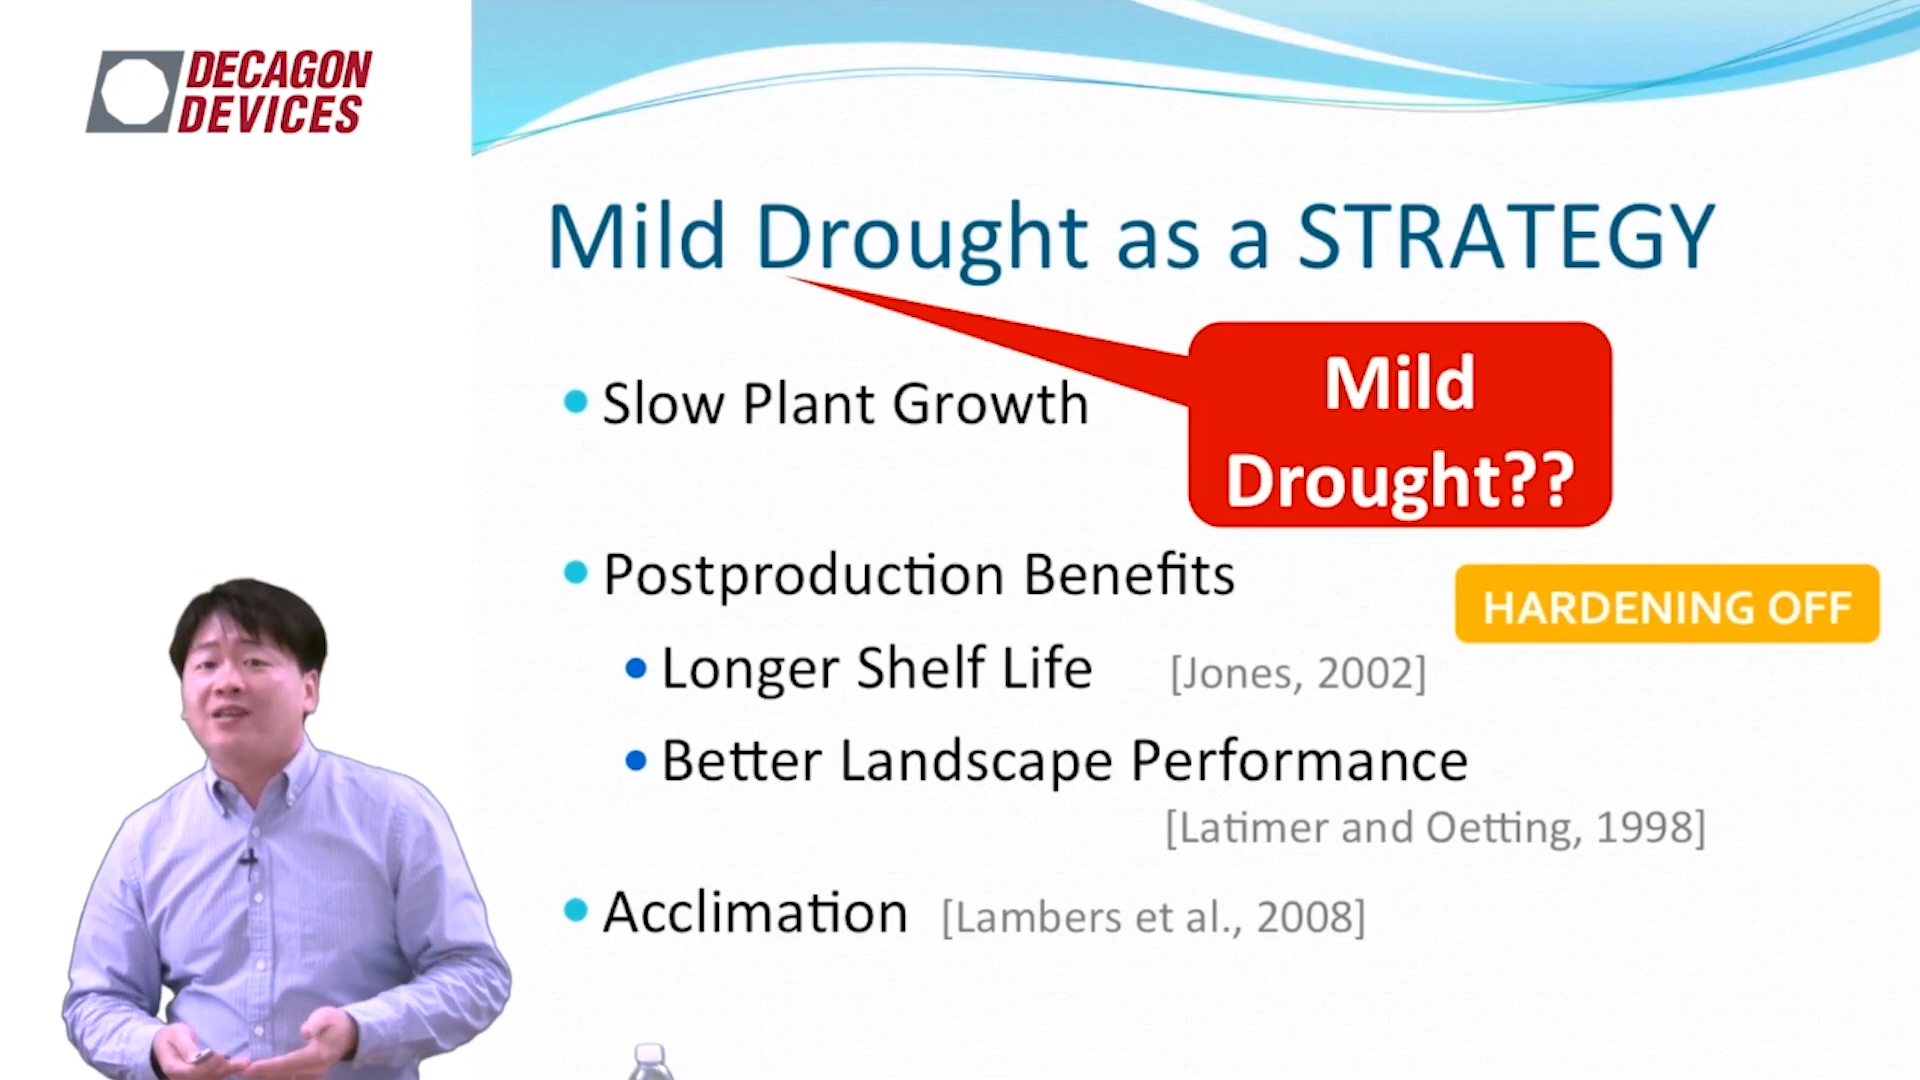 DECAGON
DEVICES
Mild Drought as a STRATEGY
Mild
Drought??
• Slow Plant Growth
• Postproduction Benefits
HARDENING OFF
• Longer Shelf Life [Jones, 2002]
• Better Landscape Performance
[Latimer and Oetting, 1998]
• Acclimation [Lambers et al., 2008]